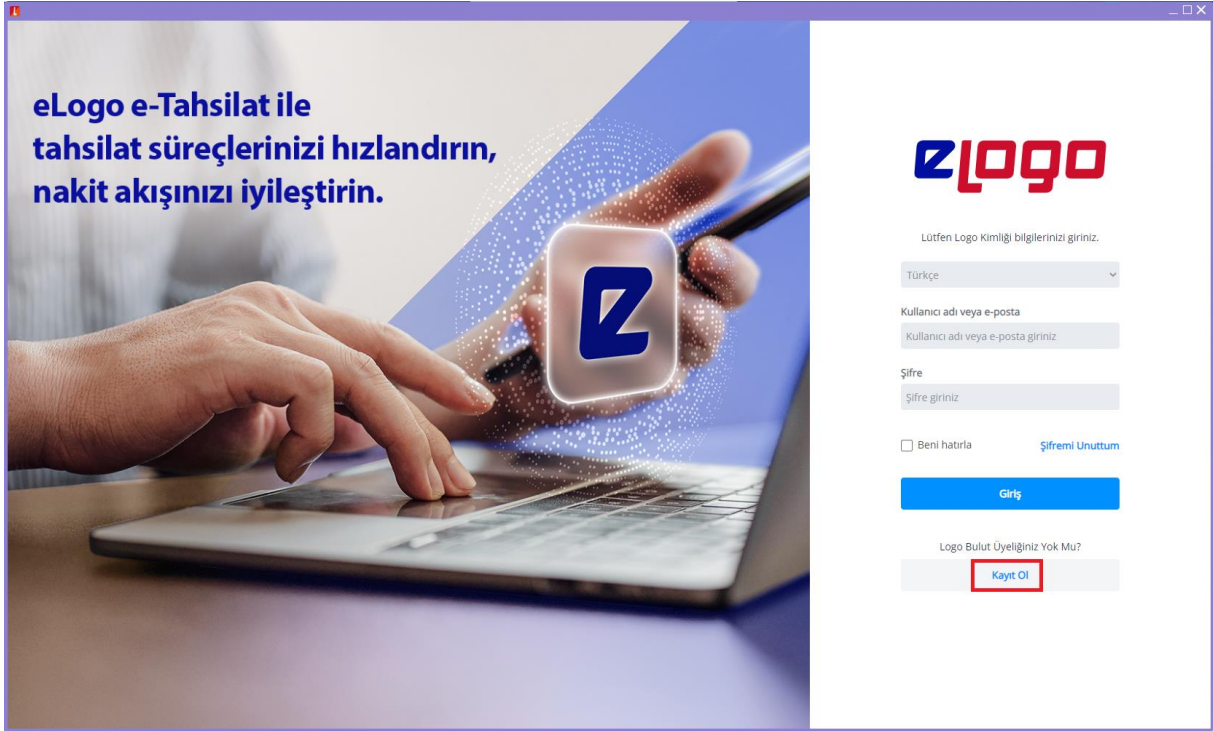 eLogo e-Tahsilat ile
tahsilat süreçlerinizi hızlandırın,
nakit akışınızı iyileştirin.
e
eLogo
Lütfen Logo Kimliği bilgilerinizi giriniz.
Türkçe
Kullanıcı adı veya e-posta
Kullanıcı adı veya e-posta giriniz
Şifre
Şifre giriniz
Beni hatırla Şifremi Unuttum
Giriş
Logo Bulut Üyeliğiniz Yok Mu?
Kayıt Ol